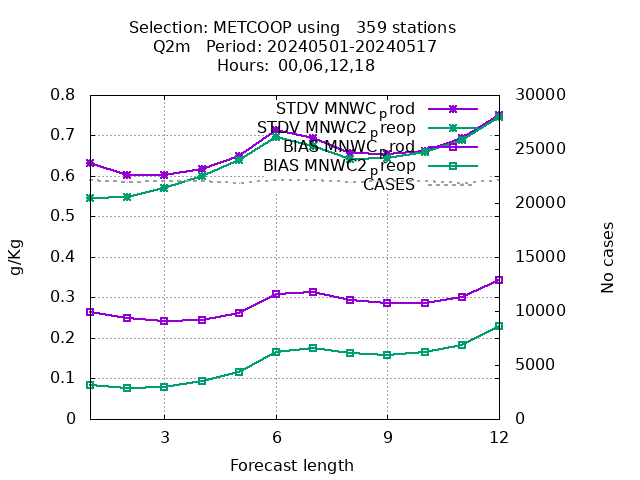 Selection: METCOOP using 359 stations
Q2m Period: 20240501-20240517
Hours: 00,06,12,18
STDV MNWC_prod
STDV MNWC2_preop
BIAS MNWC_prod
BIAS MNWC2_preop
CASES
0.8
0.7
0.6
0.5
0.4
0.3
0.2
0.1
0
30000
25000
20000
15000
10000
5000
0
g/Kg
No cases
3 6 9 12
Forecast length